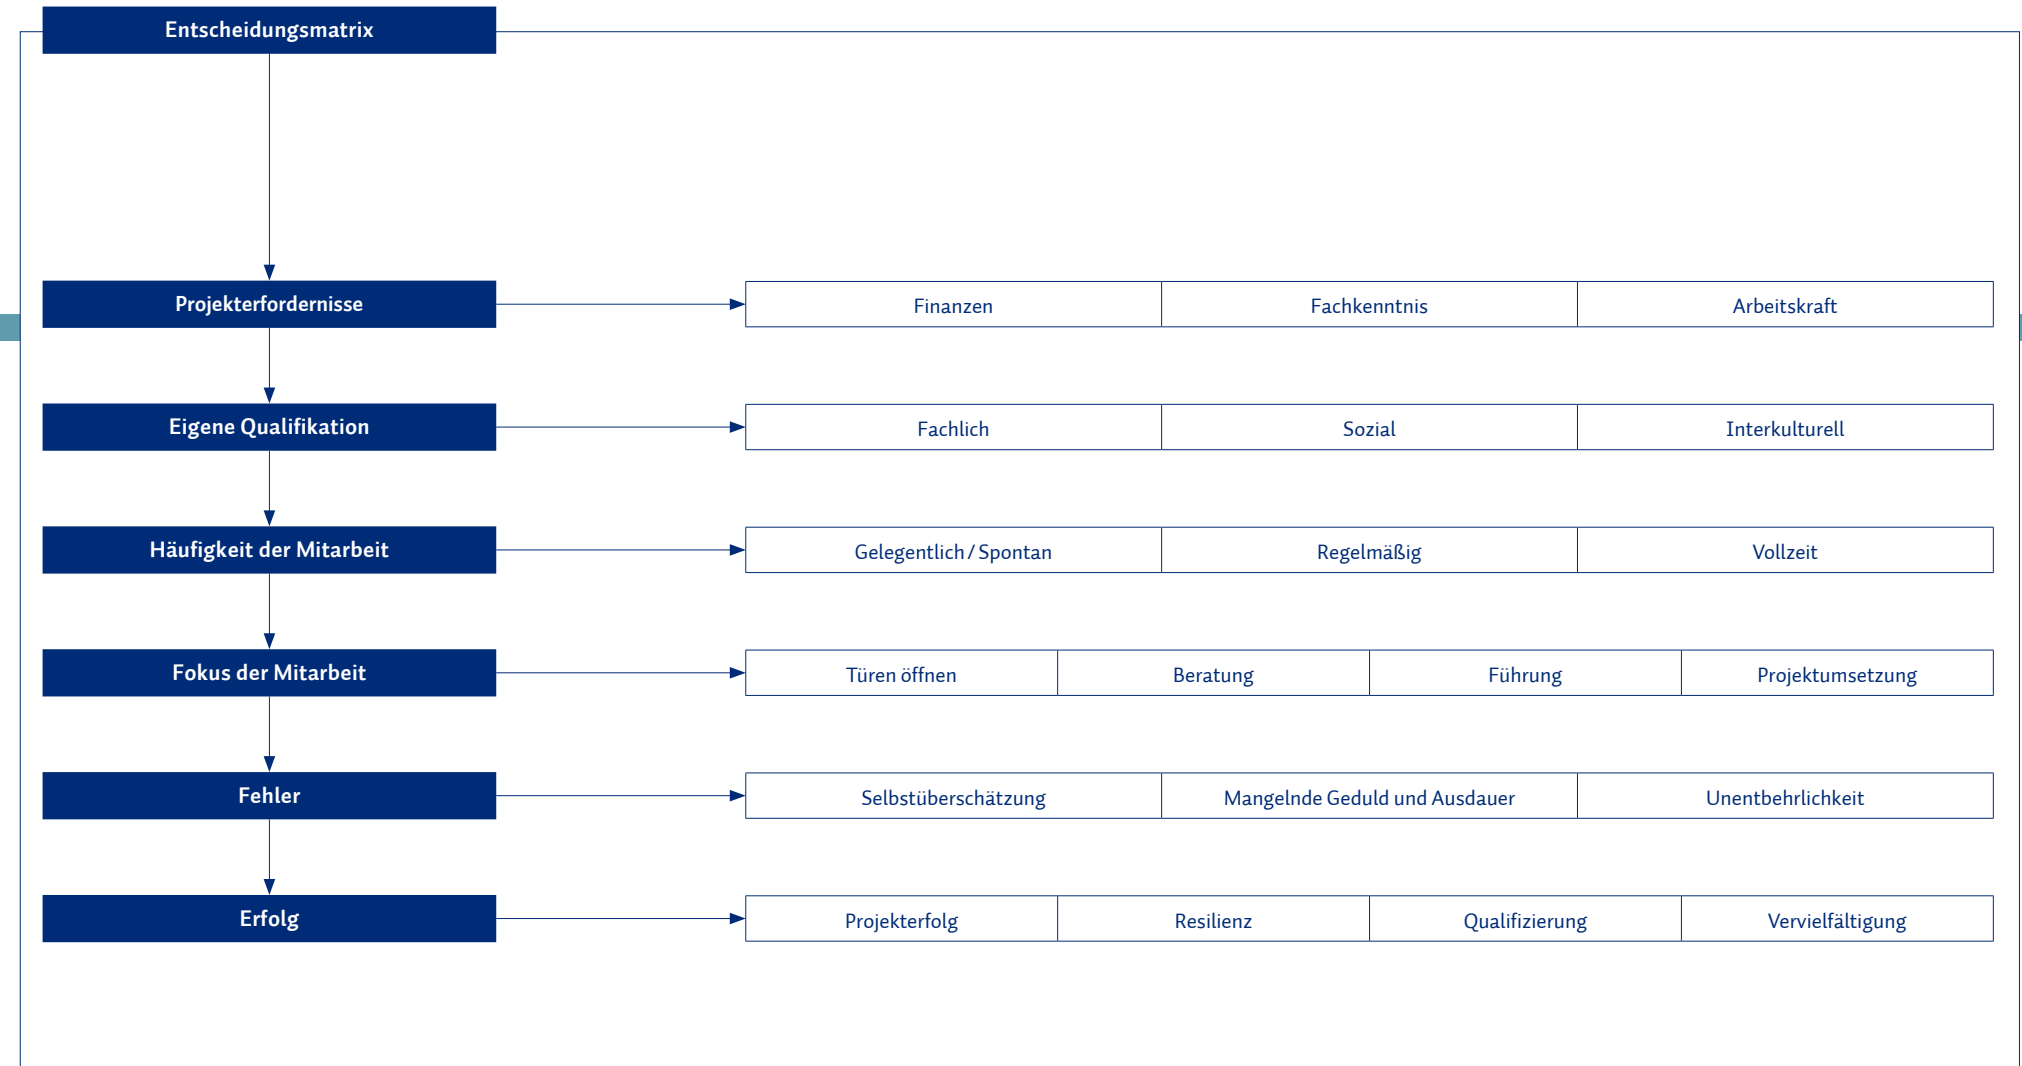 Entscheidungsmatrix
Projekterfordernisse
Finanzen
Fachkenntnis
Arbeitskraft
Eigene Qualifikation
Fachlich
Sozial
Interkulturell
Häufigkeit der Mitarbeit
Gelegentlich / Spontan
Regelmäßig
Vollzeit
Fokus der Mitarbeit
Türen öffnen
Beratung
Führung
Projektumsetzung
Fehler
Selbstüberschätzung
Mangelnde Geduld und Ausdauer
Unentbehrlichkeit
Erfolg
Projekterfolg
Resilienz
Qualifizierung
Vervielfältigung